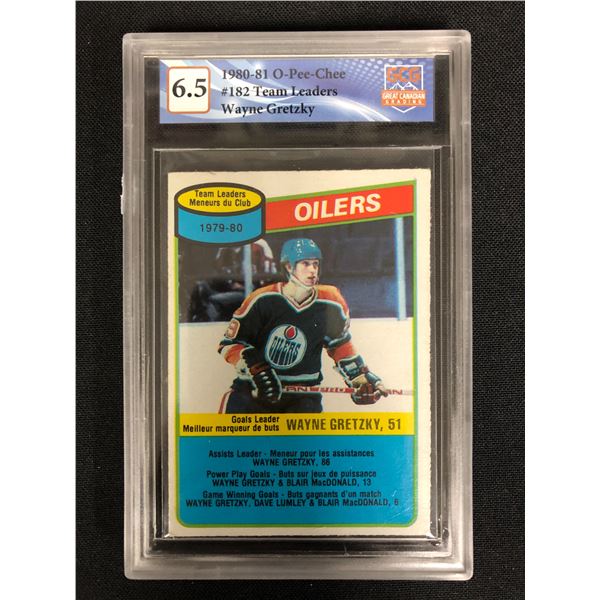 6.5
1980-81 O-Pee-Chee
#182 Team Leaders
Wayne Gretzky
GCG
GREAT CANADIAN
GRADING
Team Leaders
Meneurs du Club
1979-80
OILERS
OILERS
Goals Leader
Meilleur marqueur de buts
WAYNE GRETZKY, 51
Assists Leader - Meneur pour les assistances
WAYNE GRETZKY, 86
Power Play Goals - Buts sur jeux de puissance
WAYNE GRETZKY & BLAIR MacDONALD, 13
Game Winning Goals - Buts gagnants d'un match
WAYNE GRETZKY, DAVE LUMLEY & BLAIR MacDONALD, 6